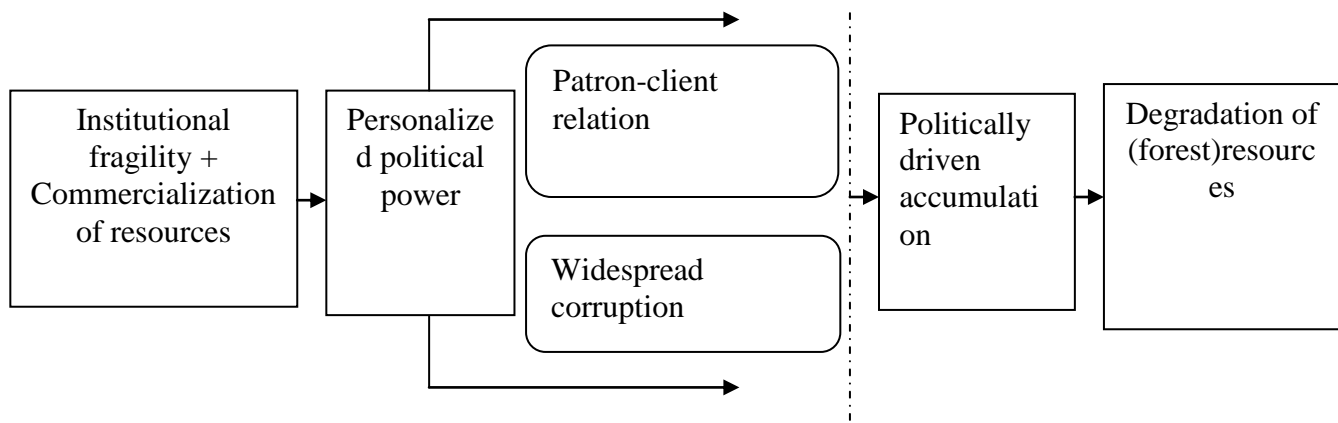 Institutional
fragility +
Commercialization
of resources
Personalize
d political
power
Patron-client
relation
Widespread
corruption
Politically
driven
accumulati
on
Degradation of
(forest)resourc
es